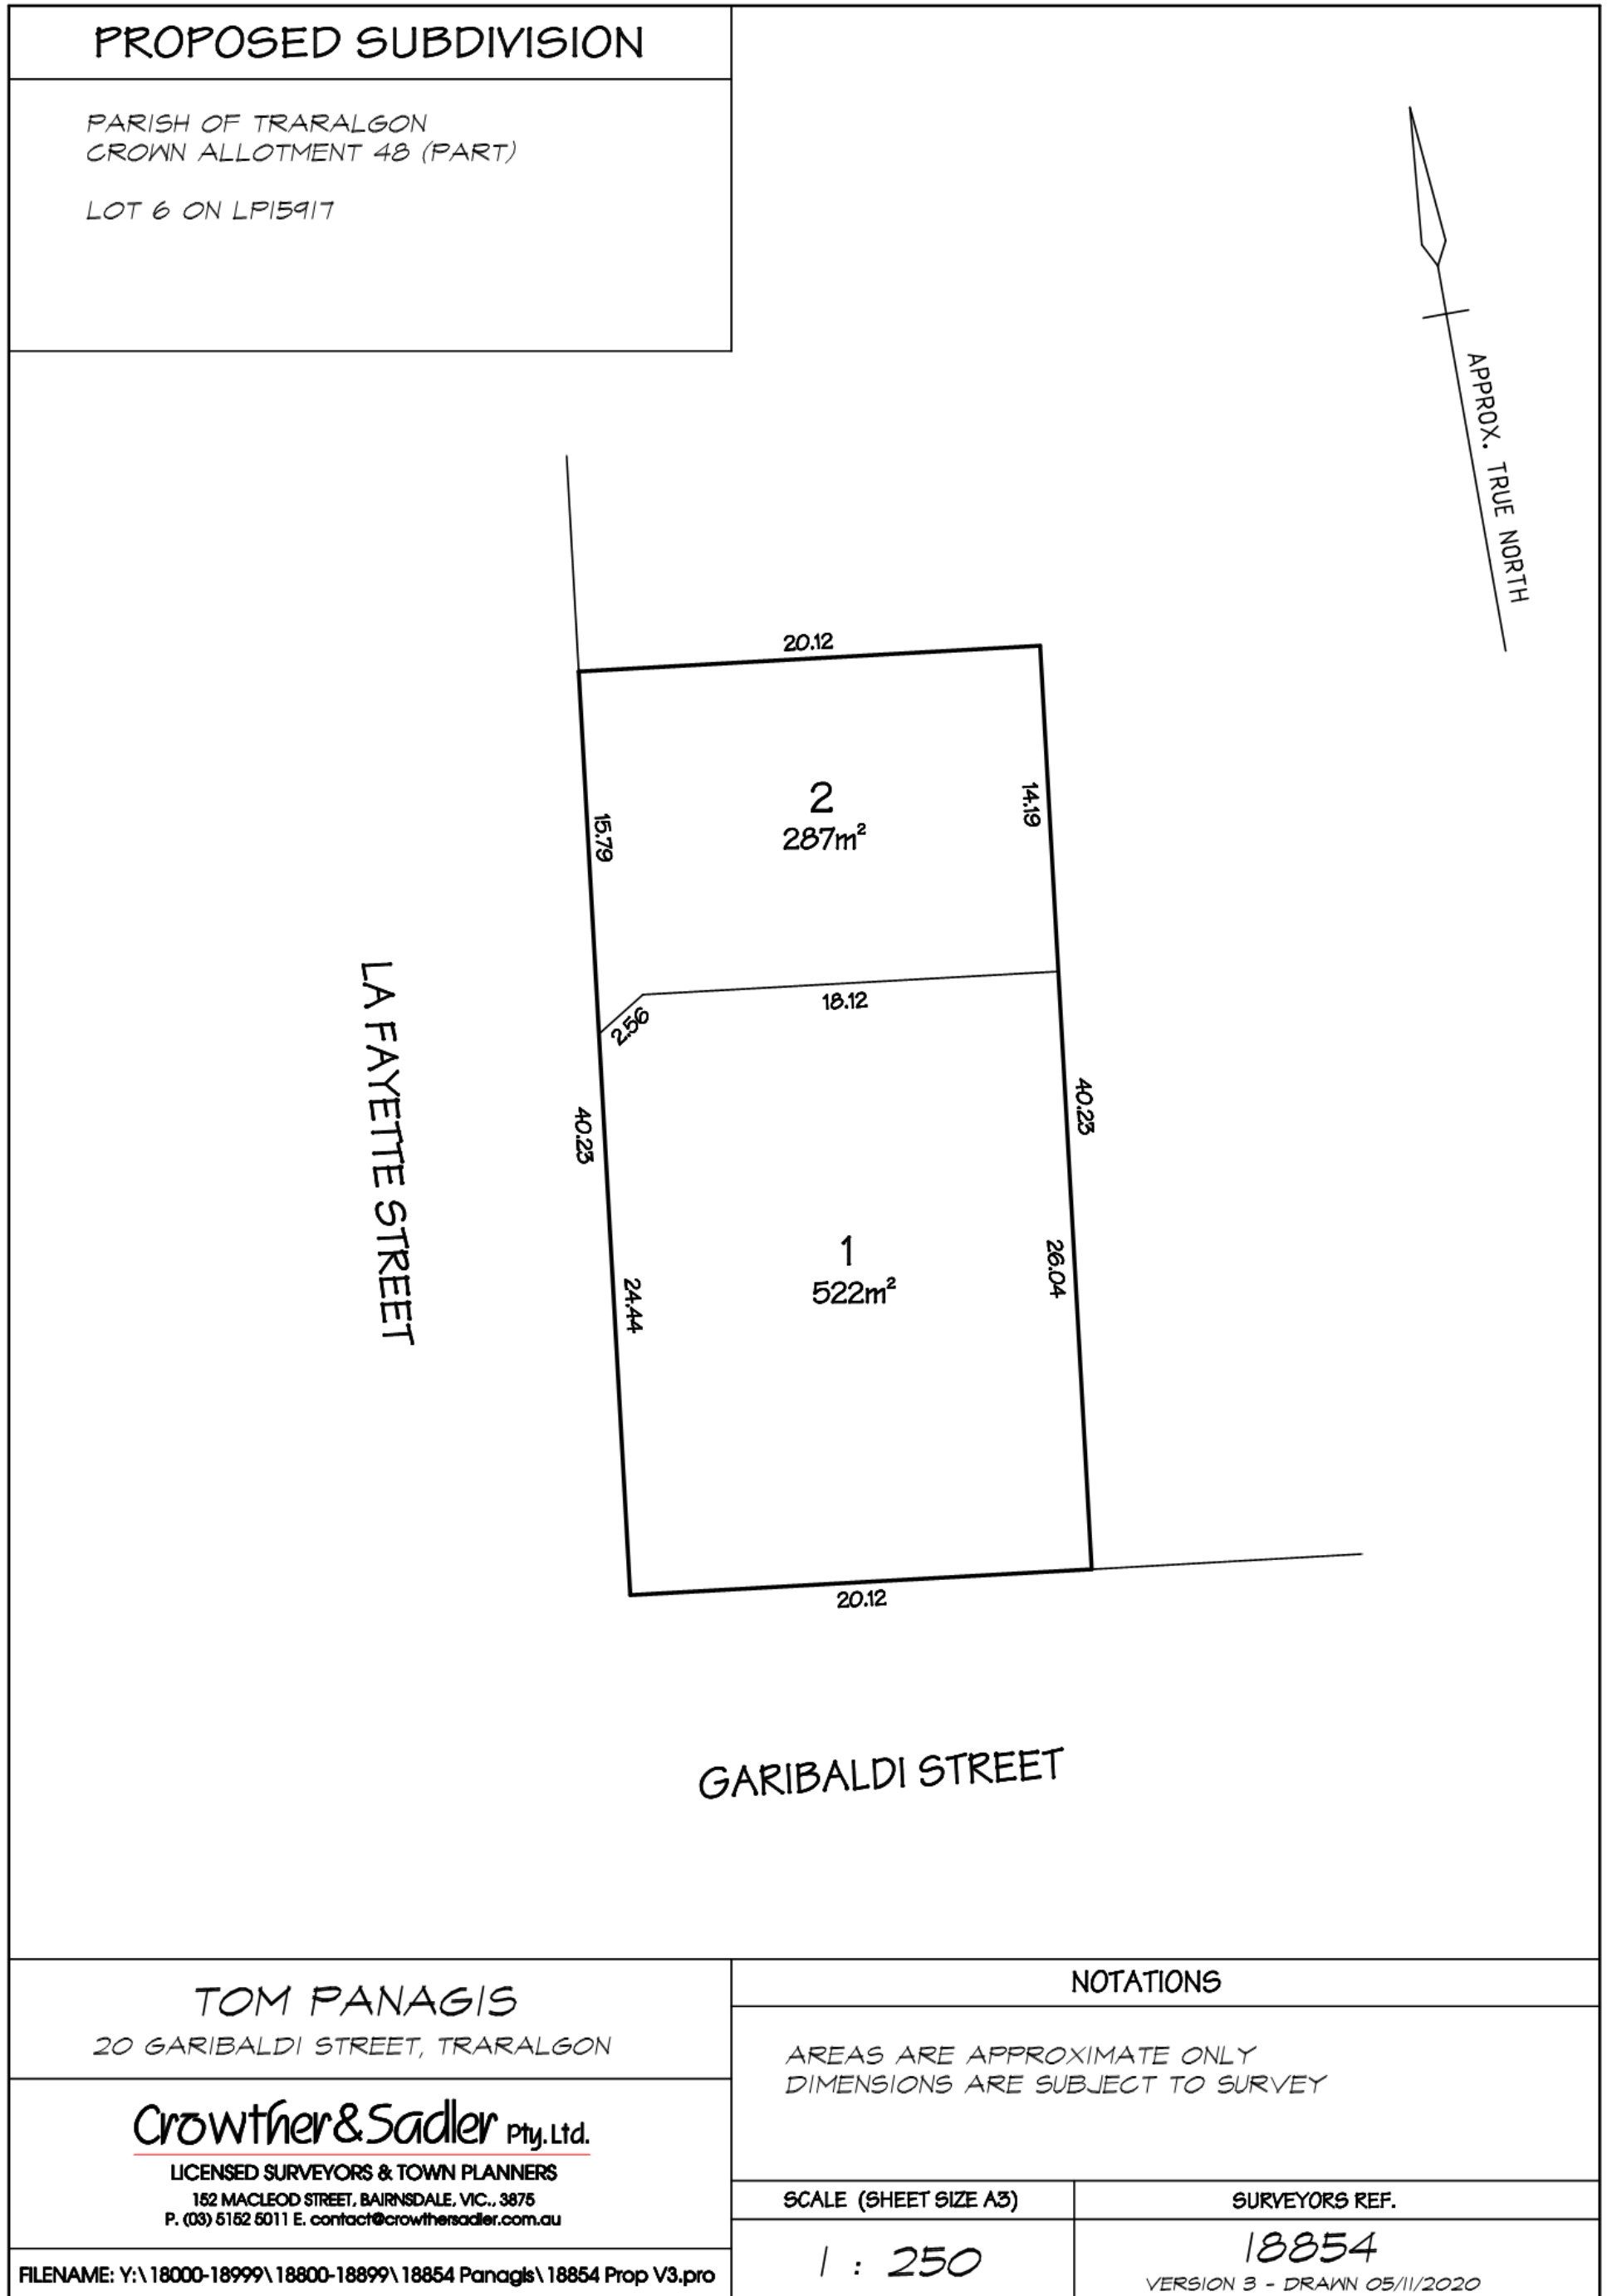 PROPOSED SUBDIVISION
PARISH OF TRARALGON
CROWN ALLOTMENT 48 (PART)
LOT 6 ON LP15917
APPROX. TRUE NORTH
20.12
2
287m²
15.79
14.19
18.12
2.56
LA FAYETTE STREET
40.23
40.23
1
522m²
24.44
26.04
20.12
GARIBALDI STREET
TOM PANAGIS
20 GARIBALDI STREET, TRARALGON
Crowther&Sadler Pty. Ltd.
LICENSED SURVEYORS & TOWN PLANNERS
152 MACLEOD STREET, BAIRNSDALE, VIC., 3875
P. (03) 5152 5011 E. contact@crowthersadler.com.au
FILENAME: Y:\18000-18999\18800-18899\18854 Panagis\18854 Prop V3.pro
NOTATIONS
AREAS ARE APPROXIMATE ONLY
DIMENSIONS ARE SUBJECT TO SURVEY
SCALE (SHEET SIZE A3)
1 : 250
SURVEYORS REF.
18854
VERSION 3 - DRAWN 05/11/2020